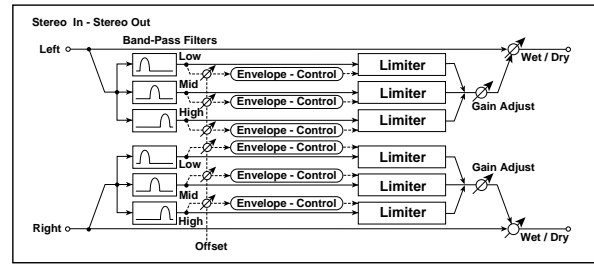 Stereo In - Stereo Out
Band-Pass Filters
Left
Wet / Dry
Low
Envelope - Control
Limiter
Mid
Envelope - Control
Limiter
Gain Adjust
High
Envelope - Control
Limiter
Envelope - Control
Low
Limiter
Gain Adjust
Envelope - Control
Mid
Limiter
Envelope - Control
High
Limiter
Right
Wet / Dry
Offset